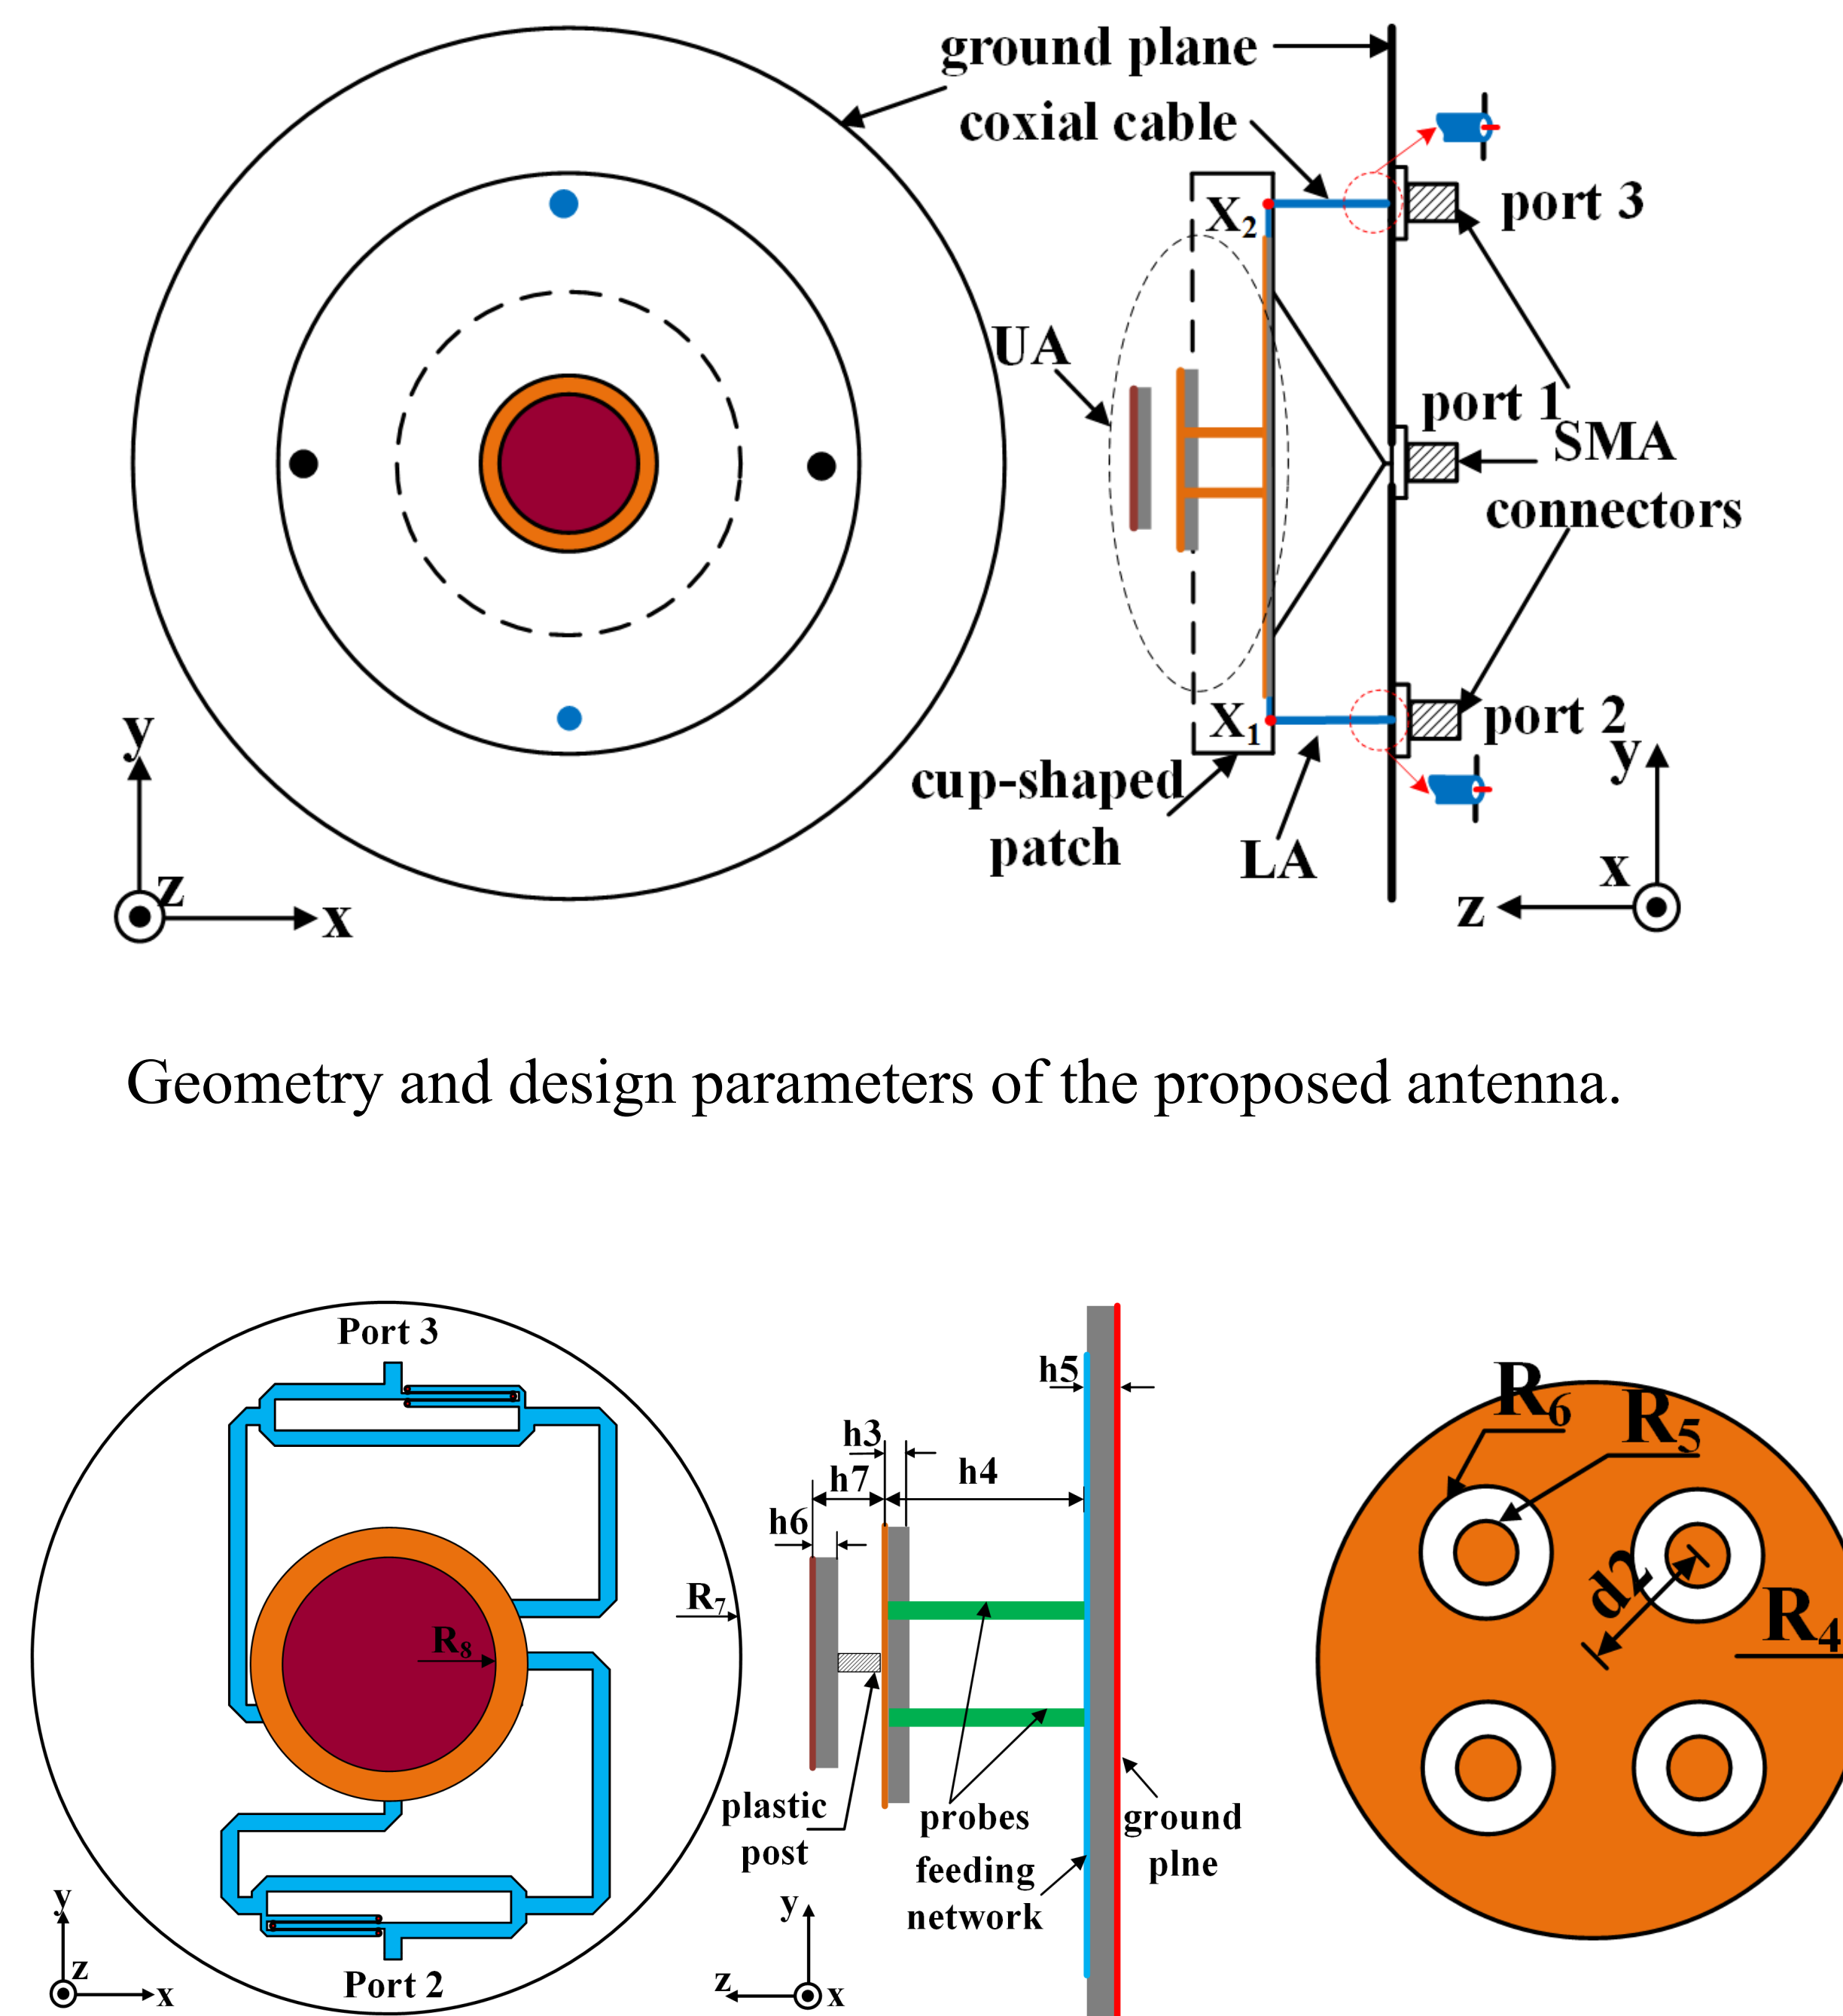 ground plane
coxial cable
X2
port 3
UA
port 1
SMA
connectors
X1
port 2
cup-shaped
patch
LA
y
z
x
y
x
z
Geometry and design parameters of the proposed antenna.
Port 3
R7
R8
Port 2
y
z
x
h5
h3
h7
h4
h6
plastic
post
probes
feeding
network
ground
plne
y
z
x
R6
R5
d2
R4